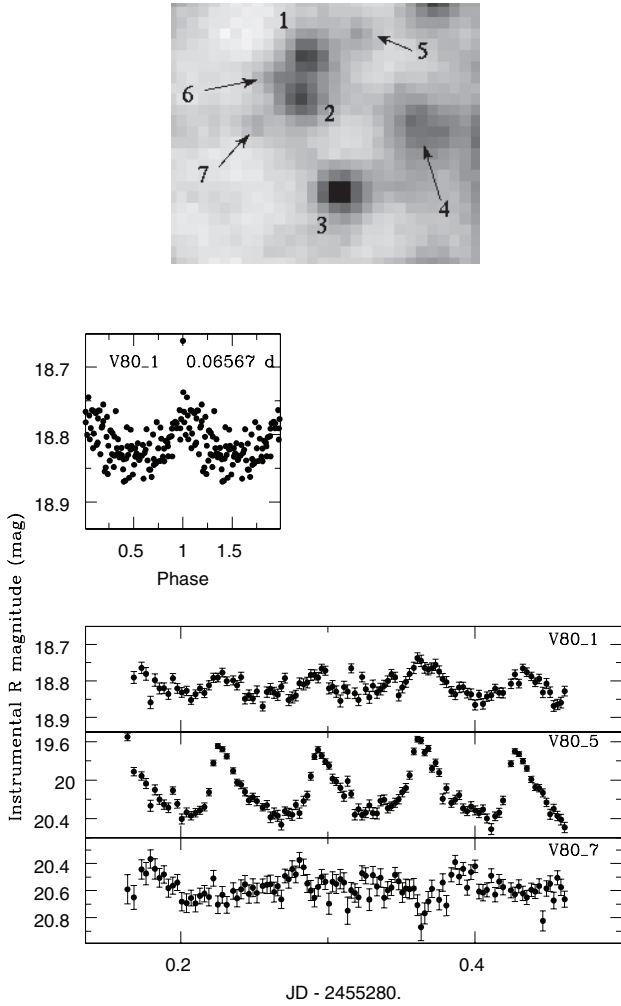 1
5
6
2
7
4
3
V80_1 0.06567 d
18.7
18.8
18.9
0.5 1 1.5
Phase
Instrumental R magnitude (mag)
V80_1
18.7
18.8
18.9
V80_5
19.6
20
20.4
V80_7
20.4
20.6
20.8
0.2 0.4
JD - 2455280.